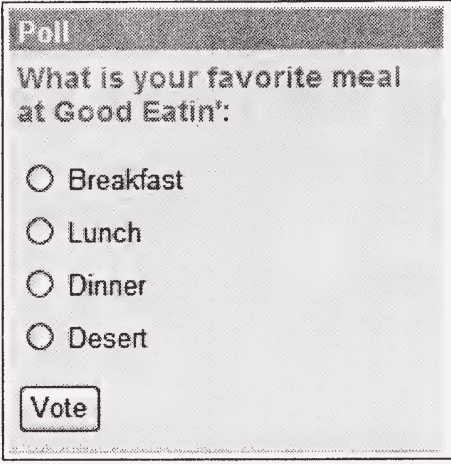 Poll
What is your favorite meal
at Good Eatin':
Breakfast
Lunch
Dinner
Desert
Vote